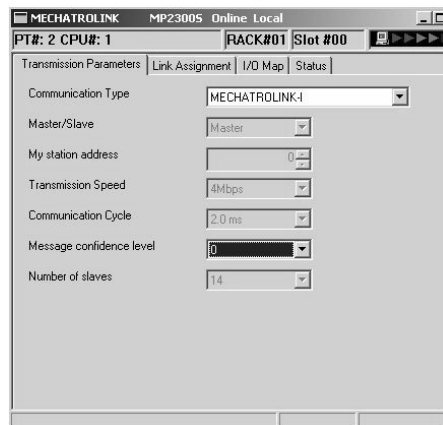 MECHATROLINK MP2300S Online Local
PT#: 2 CPU#: 1 RACK#01 Slot #00
Transmission Parameters Link Assignment I/O Map Status
Communication Type MECHATROLINK-I
Master/Slave Master
My station address 0
Transmission Speed 4Mbps
Communication Cycle 2.0 ms
Message confidence level 0
Number of slaves 14